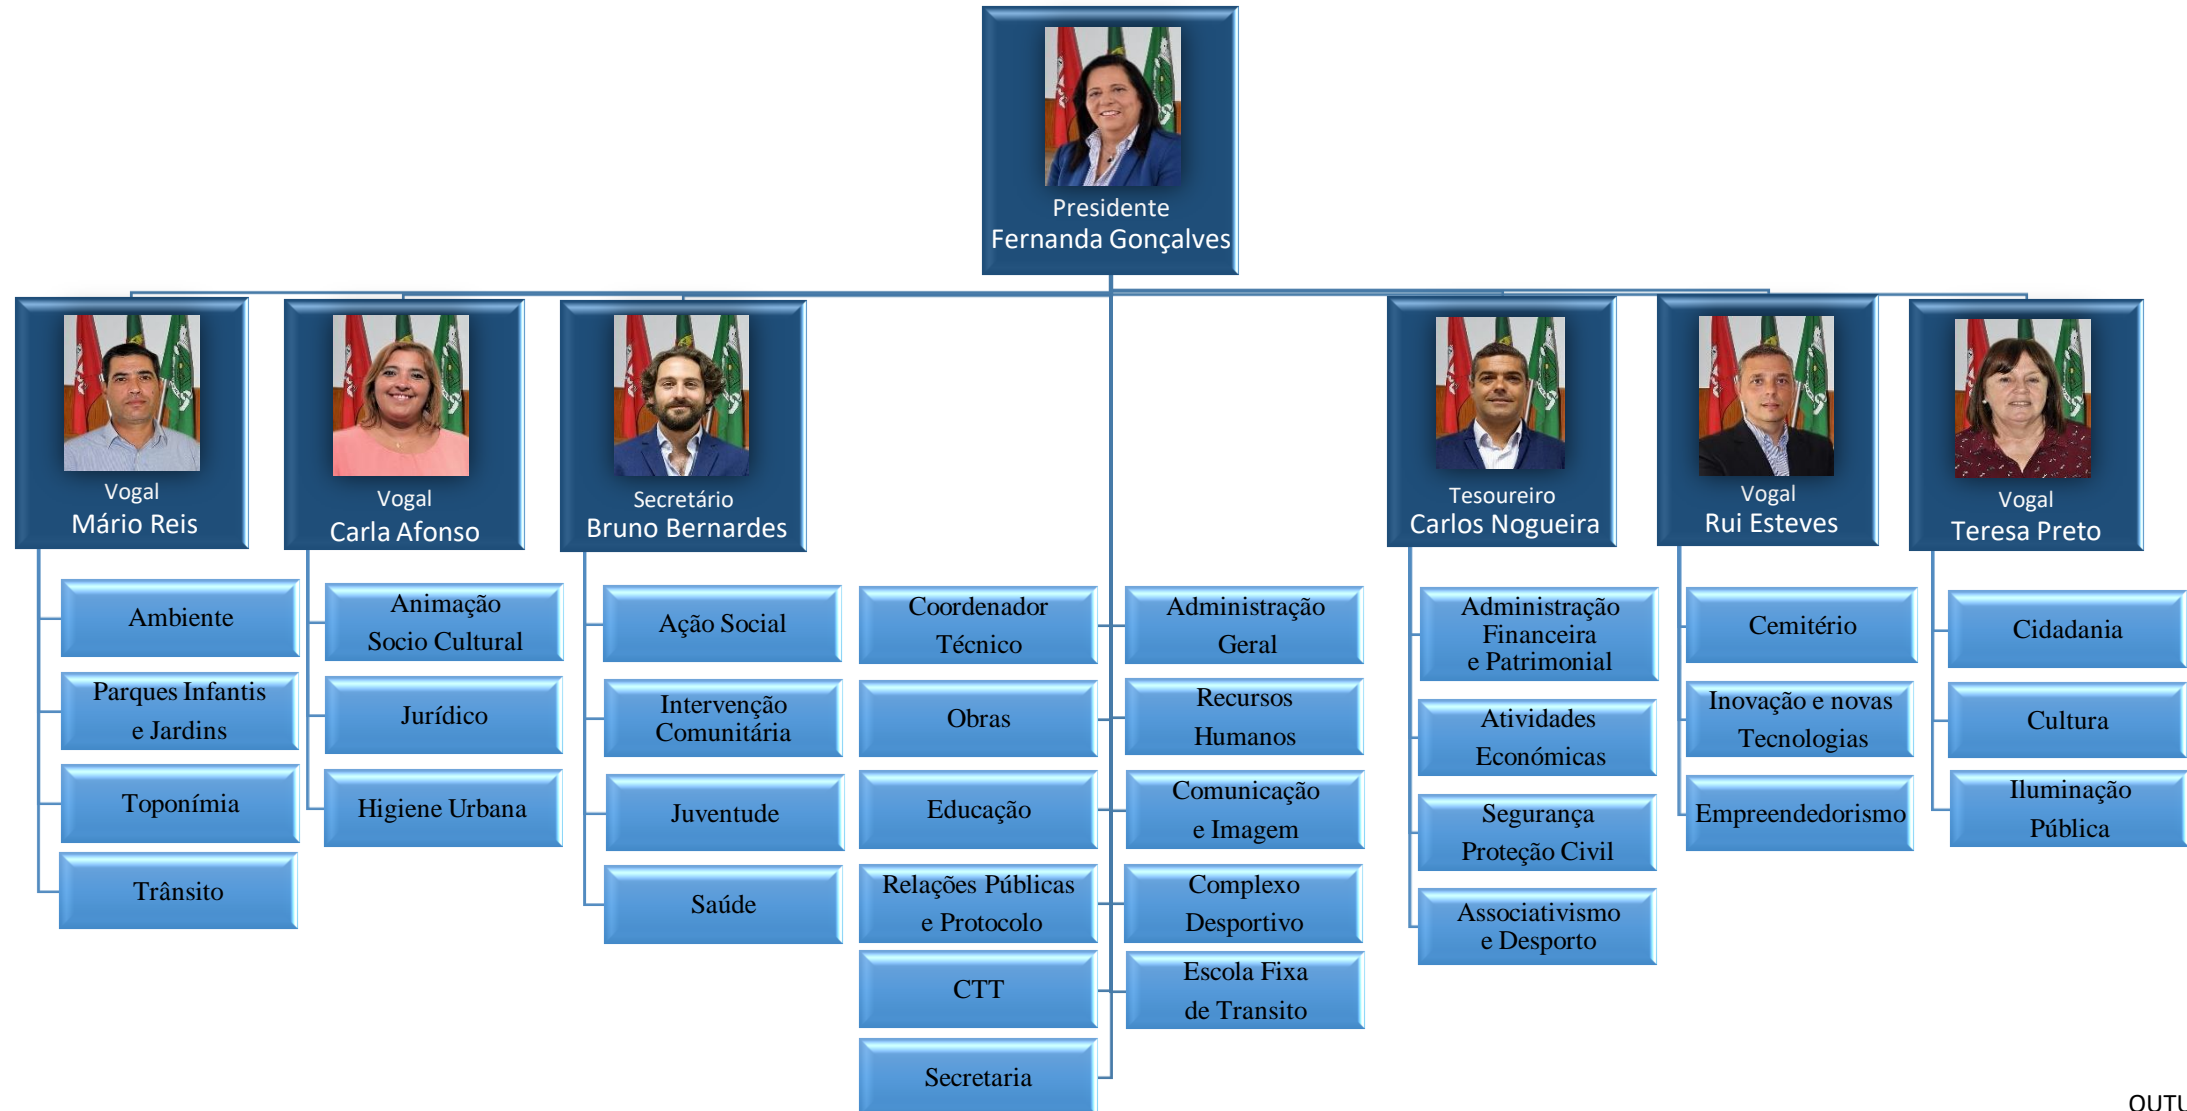 Presidente
Fernanda Gonçalves
Vogal
Mário Reis
Vogal
Carla Afonso
Secretário
Bruno Bernardes
Tesoureiro
Carlos Nogueira
Vogal
Rui Esteves
Vogal
Teresa Preto
Ambiente
Parques Infantis
e Jardins
Toponímia
Trânsito
Animação
Socio Cultural
Jurídico
Higiene Urbana
Ação Social
Intervenção
Comunitária
Juventude
Saúde
Coordenador
Técnico
Obras
Educação
Relações Públicas
e Protocolo
CTT
Secretaria
Administração
Geral
Recursos
Humanos
Comunicação
e Imagem
Complexo
Desportivo
Escola Fixa
de Transito
Administração
Financeira
e Patrimonial
Atividades
Económicas
Segurança
Proteção Civil
Associativismo
e Desporto
Cemitério
Inovação e novas
Tecnologias
Empreendedorismo
Cidadania
Cultura
Iluminação
Pública
OUTU